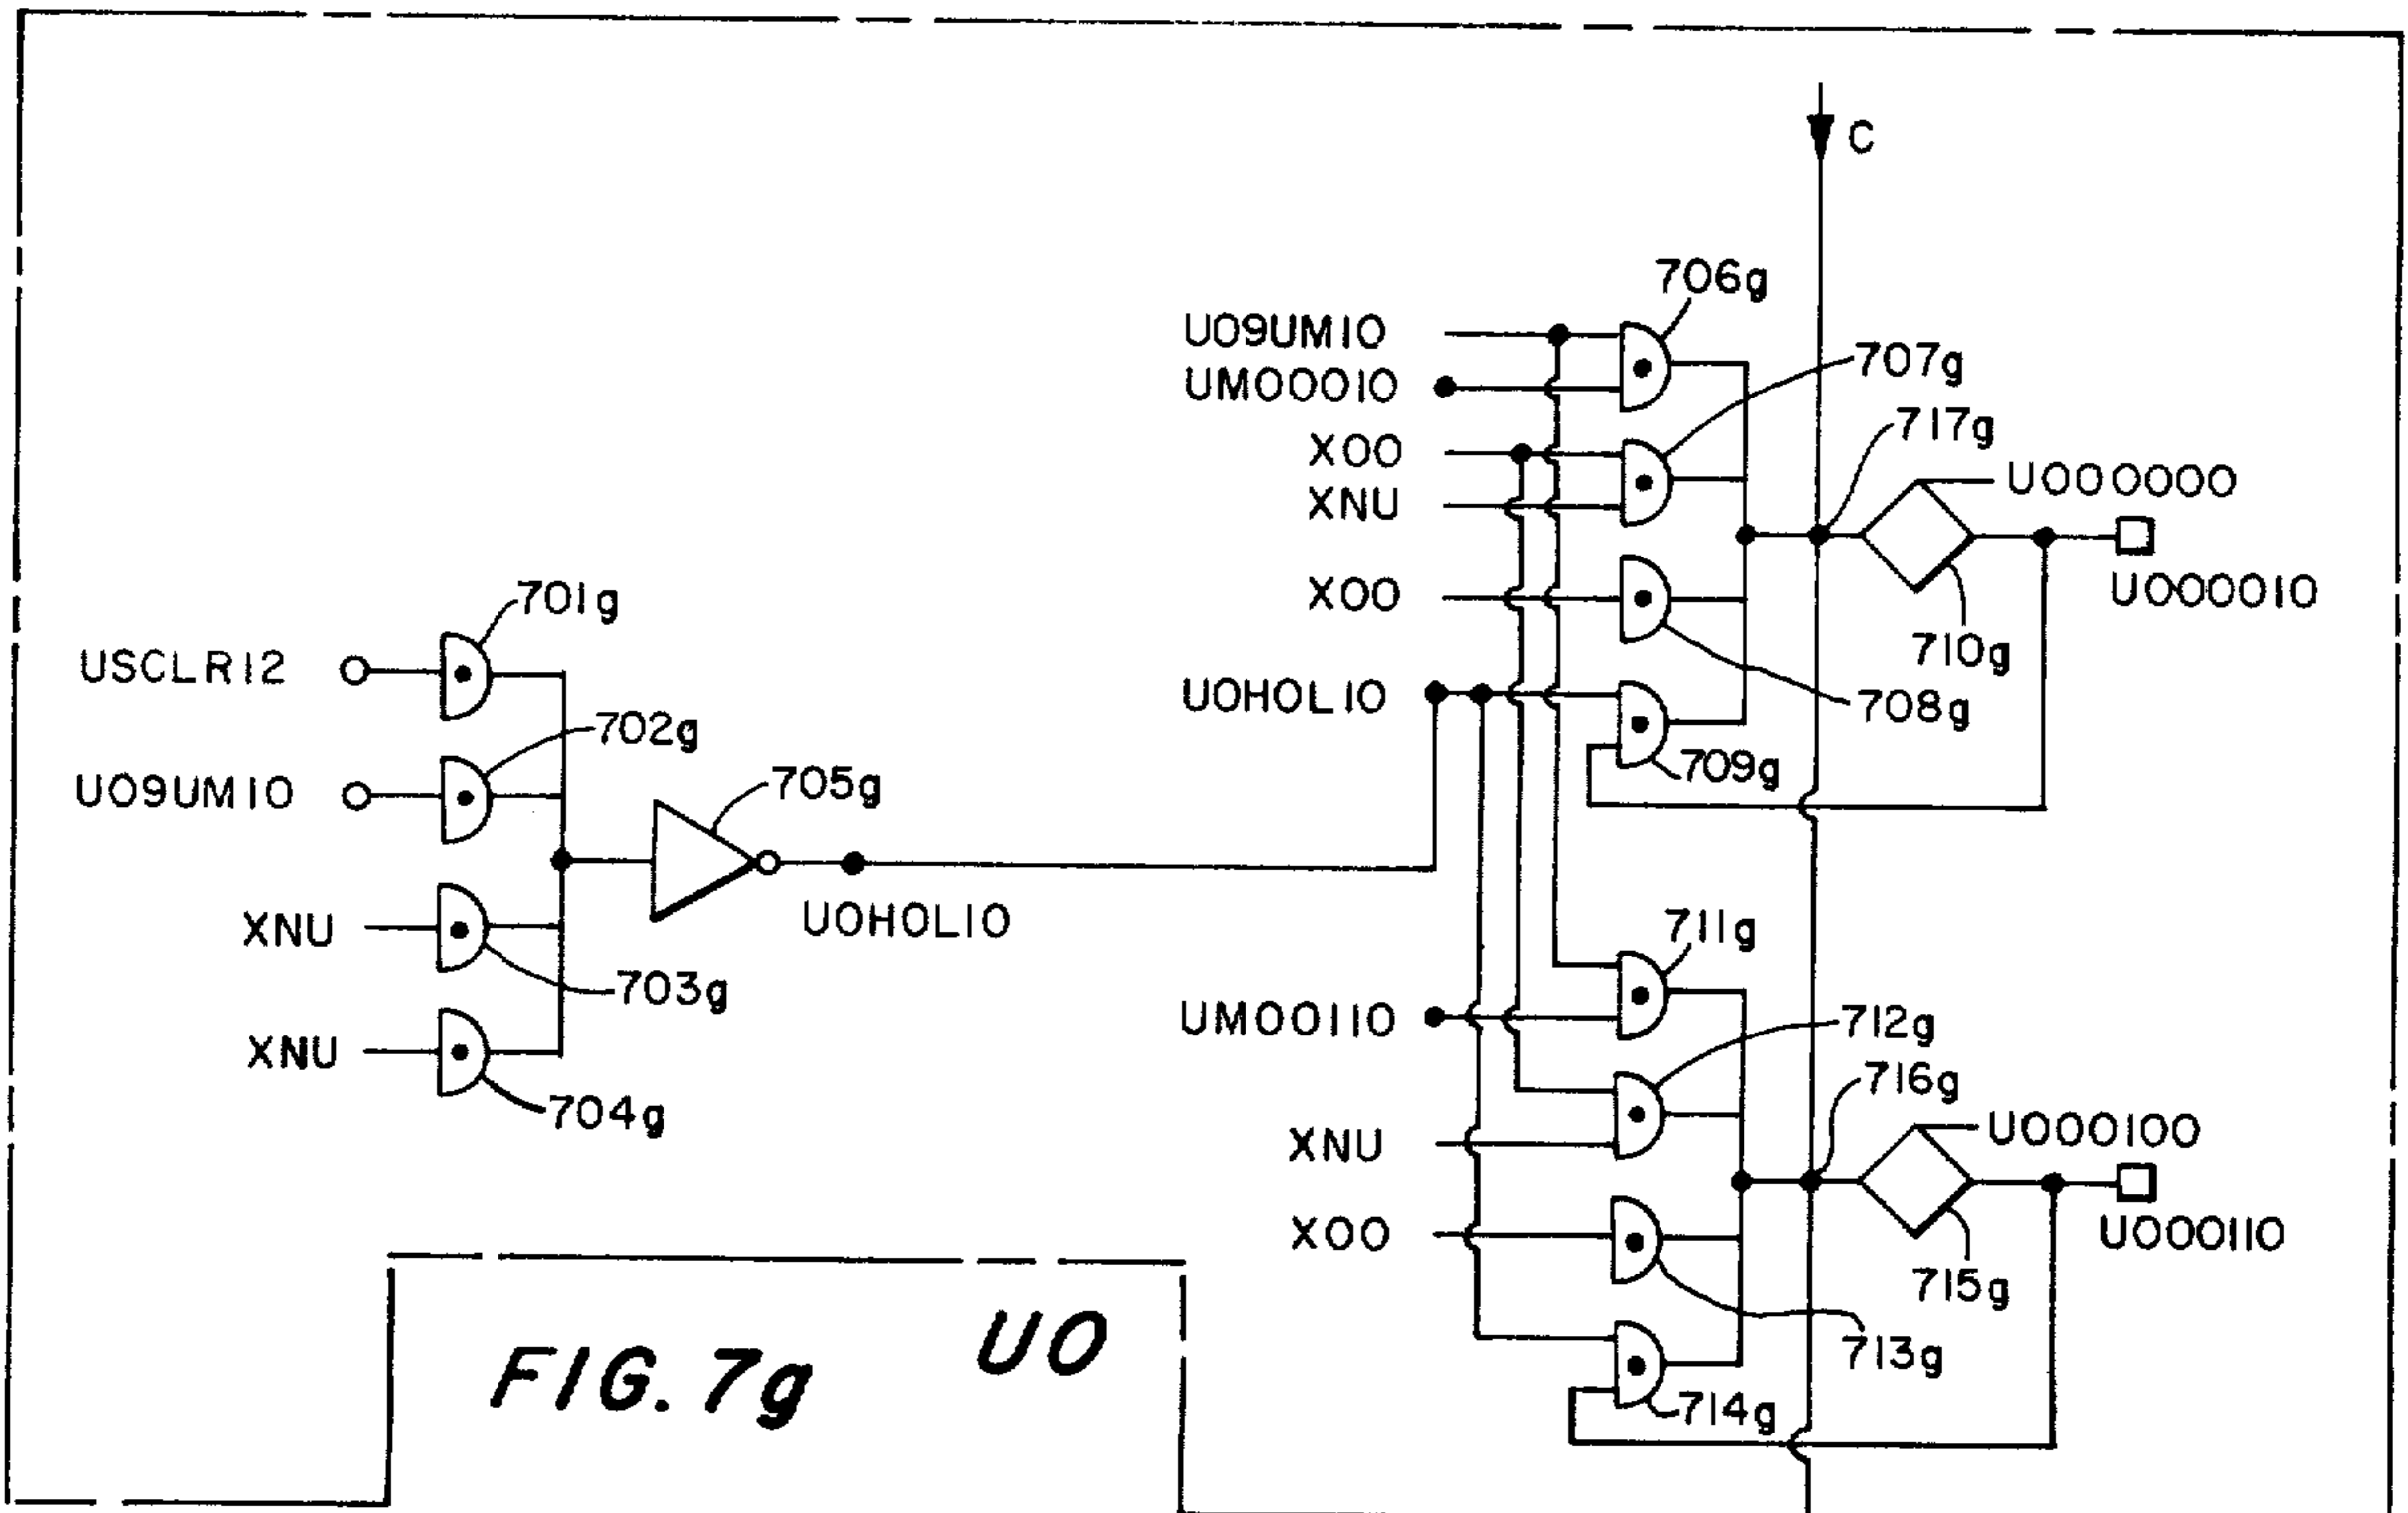 C
706g
U09UM10
707g
UM00010
717g
X00
U000000
XNU
701g
X00
U000010
710g
USCLR12
U0HOL10
708g
702g
709g
U09UM10
705g
711g
XNU
U0HOL10
703g
UM00110
712g
716g
XNU
704g
XNU
U000100
X00
U000110
715g
713g
714g
FIG. 7g
U0